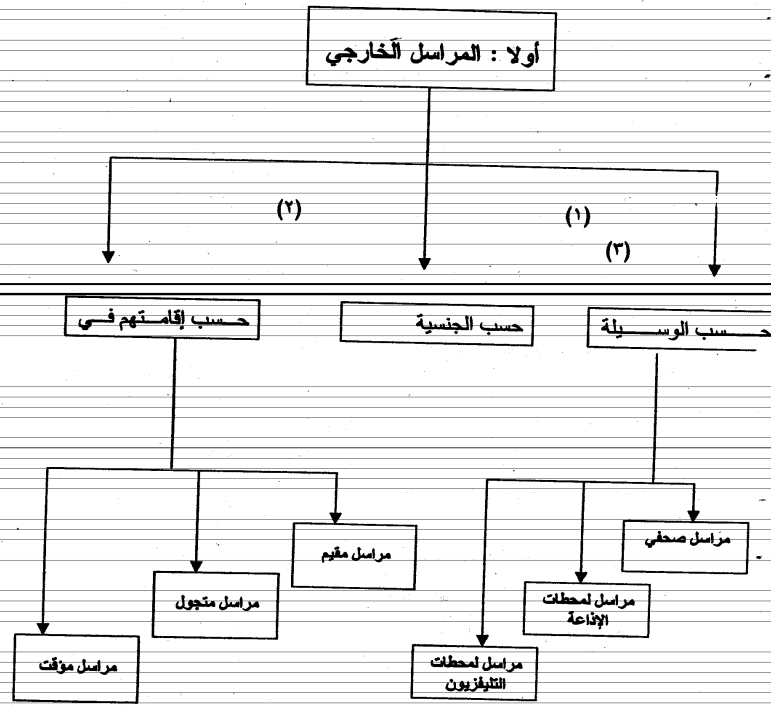 أولا : المراسل الخارجي
(١)
(٢)
(٣)
حسب الوسيلة
حسب الجنسية
حسب إقامتهم في
مراسل صحفي
مراسل لمحطات
الإذاعة
مراسل لمحطات
التليفزيون
مراسل مقيم
مراسل متجول
مراسل مؤقت